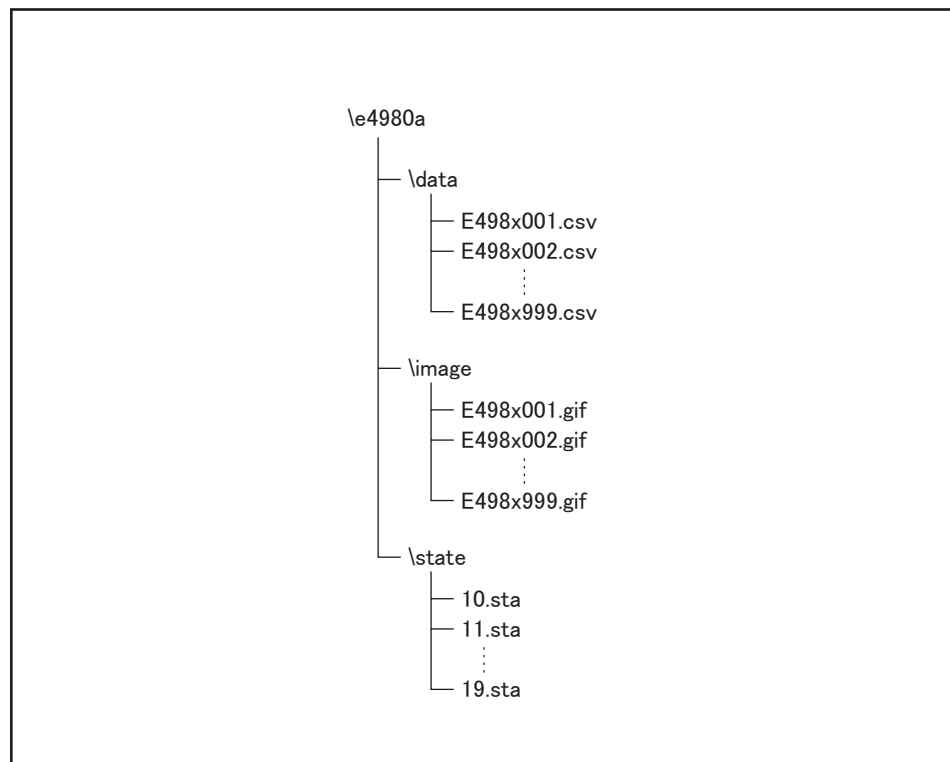 \e4980a
\data
E498x001.csv
E498x002.csv
E498x999.csv
\image
E498x001.gif
E498x002.gif
E498x999.gif
\state
10.sta
11.sta
19.sta